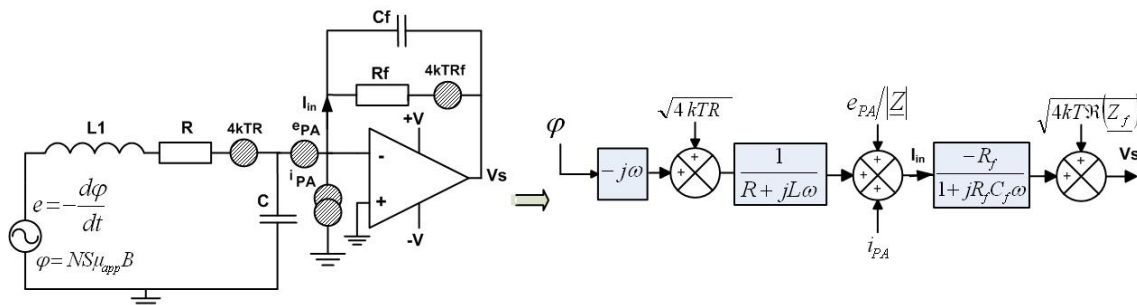 Cf
Rf
4kTRf
I_in
L1
R
4kTR
e_PA
+V
-
i_PA
+
Vs
C
-V
e = -dφ/dt
φ = NSμ_app B
φ
-jω
√4kTR
+
+
1/(R + jLω)
e_PA/|Z|
+
+
+
I_in
-R_f/(1 + jR_f C_f ω)
√4kTℜ(Z_f)
+
+
Vs
i_PA